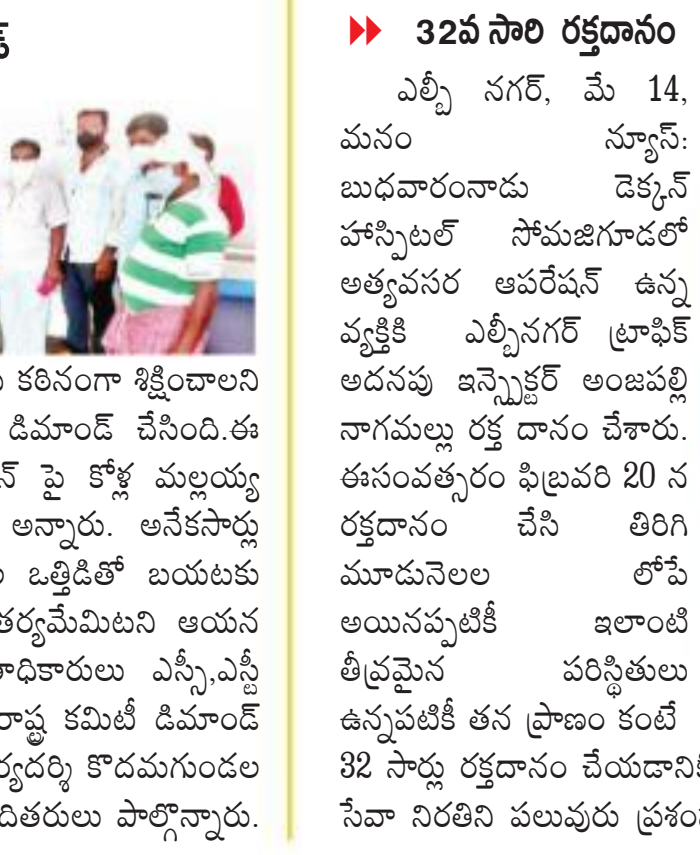 కఠినంగా శిక్షించాలని
డిమాండ్ చేసింది.ఈ
పై కోళ్ల మల్లయ్య
అన్నారు. అనేకసార్లు
ఒత్తిడితో బయటకు
ఆయన
ఎస్సీ,ఎస్టీ
కమిటీ డిమాండ్
కొదమగుండల
పాల్గొన్నారు.
32వ సారి రక్తదానం
ఎల్బీ నగర్, మే 14,
మనం న్యూస్:
బుధవారంనాడు డెక్కన్
హాస్పిటల్ సోమజిగూడలో
అత్యవసర ఆపరేషన్ ఉన్న
వ్యక్తికి ఎల్బీనగర్ ట్రాఫిక్
అదనపు ఇన్స్పెక్టర్ అంజపల్లి
నాగమల్లు రక్త దానం చేశారు.
ఈసంవత్సరం ఫిబ్రవరి 20 న
రక్తదానం చేసి తిరిగి
మూడునెలల లోపే
అయినప్పటికీ ఇలాంటి
తీవ్రమైన పరిస్థితులు
ఉన్నపటికీ తన ప్రాణం కంటే
32 సార్లు రక్తదానం
సేవా నిరతిని పలువురు